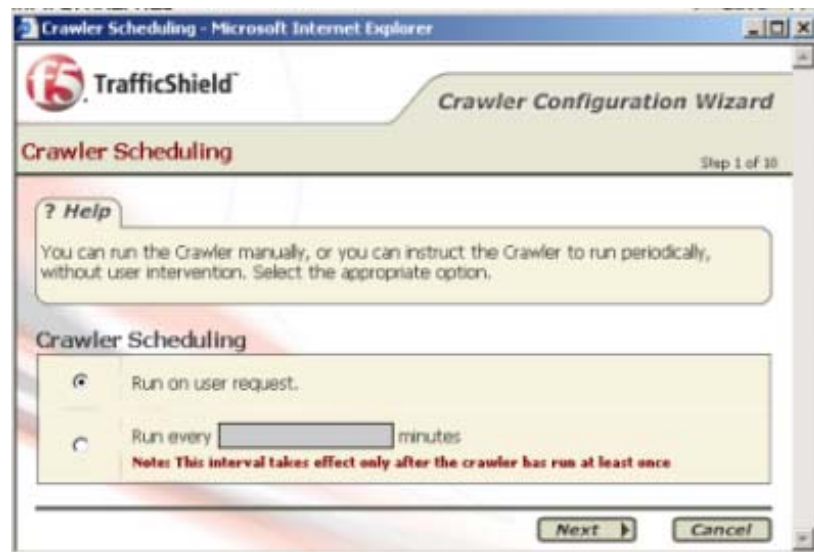 Crawler Scheduling - Microsoft Internet Explorer
f5 TrafficShield
Crawler Configuration Wizard
Crawler Scheduling
Step 1 of 10
? Help
You can run the Crawler manually, or you can instruct the Crawler to run periodically,
without user intervention. Select the appropriate option.
Crawler Scheduling
Run on user request.
Run every minutes
Note: This interval takes effect only after the crawler has run at least once
Next
Cancel